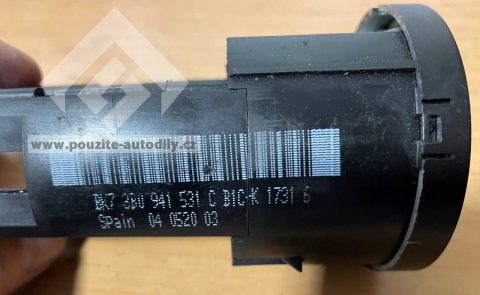 www.pouzite-autodily.cz
BK7 3B0 941 531 C B1C-K 1731 6
SPain 04 0520 03